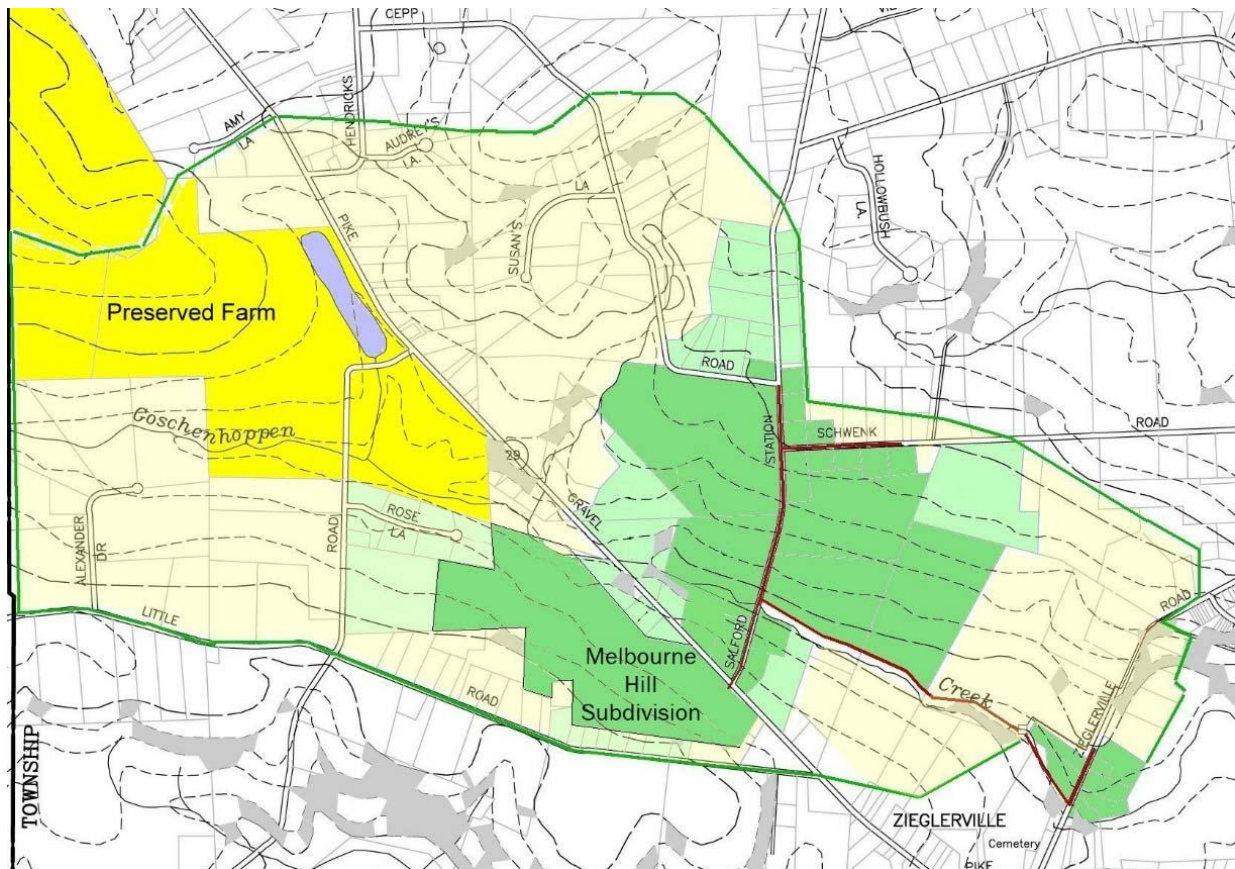 CEPP
AMY
LA
HENDRICKS
AUDREY'S
LA.
HOLLOWBUSH
LA.
PIKE
SUSAN'S
LA
Preserved Farm
ROAD
Goschenhoppen
STATION
SCHWENK
ROAD
29
GRAVEL
ROSE
LA
ALEXANDER
DR
ROAD
LITTLE
ROAD
SALFORD
Melbourne
Hill
Subdivision
Creek
ROAD
ZIEGLERVILLE
TOWNSHIP
ZIEGLERVILLE
Cemetery
PIKE